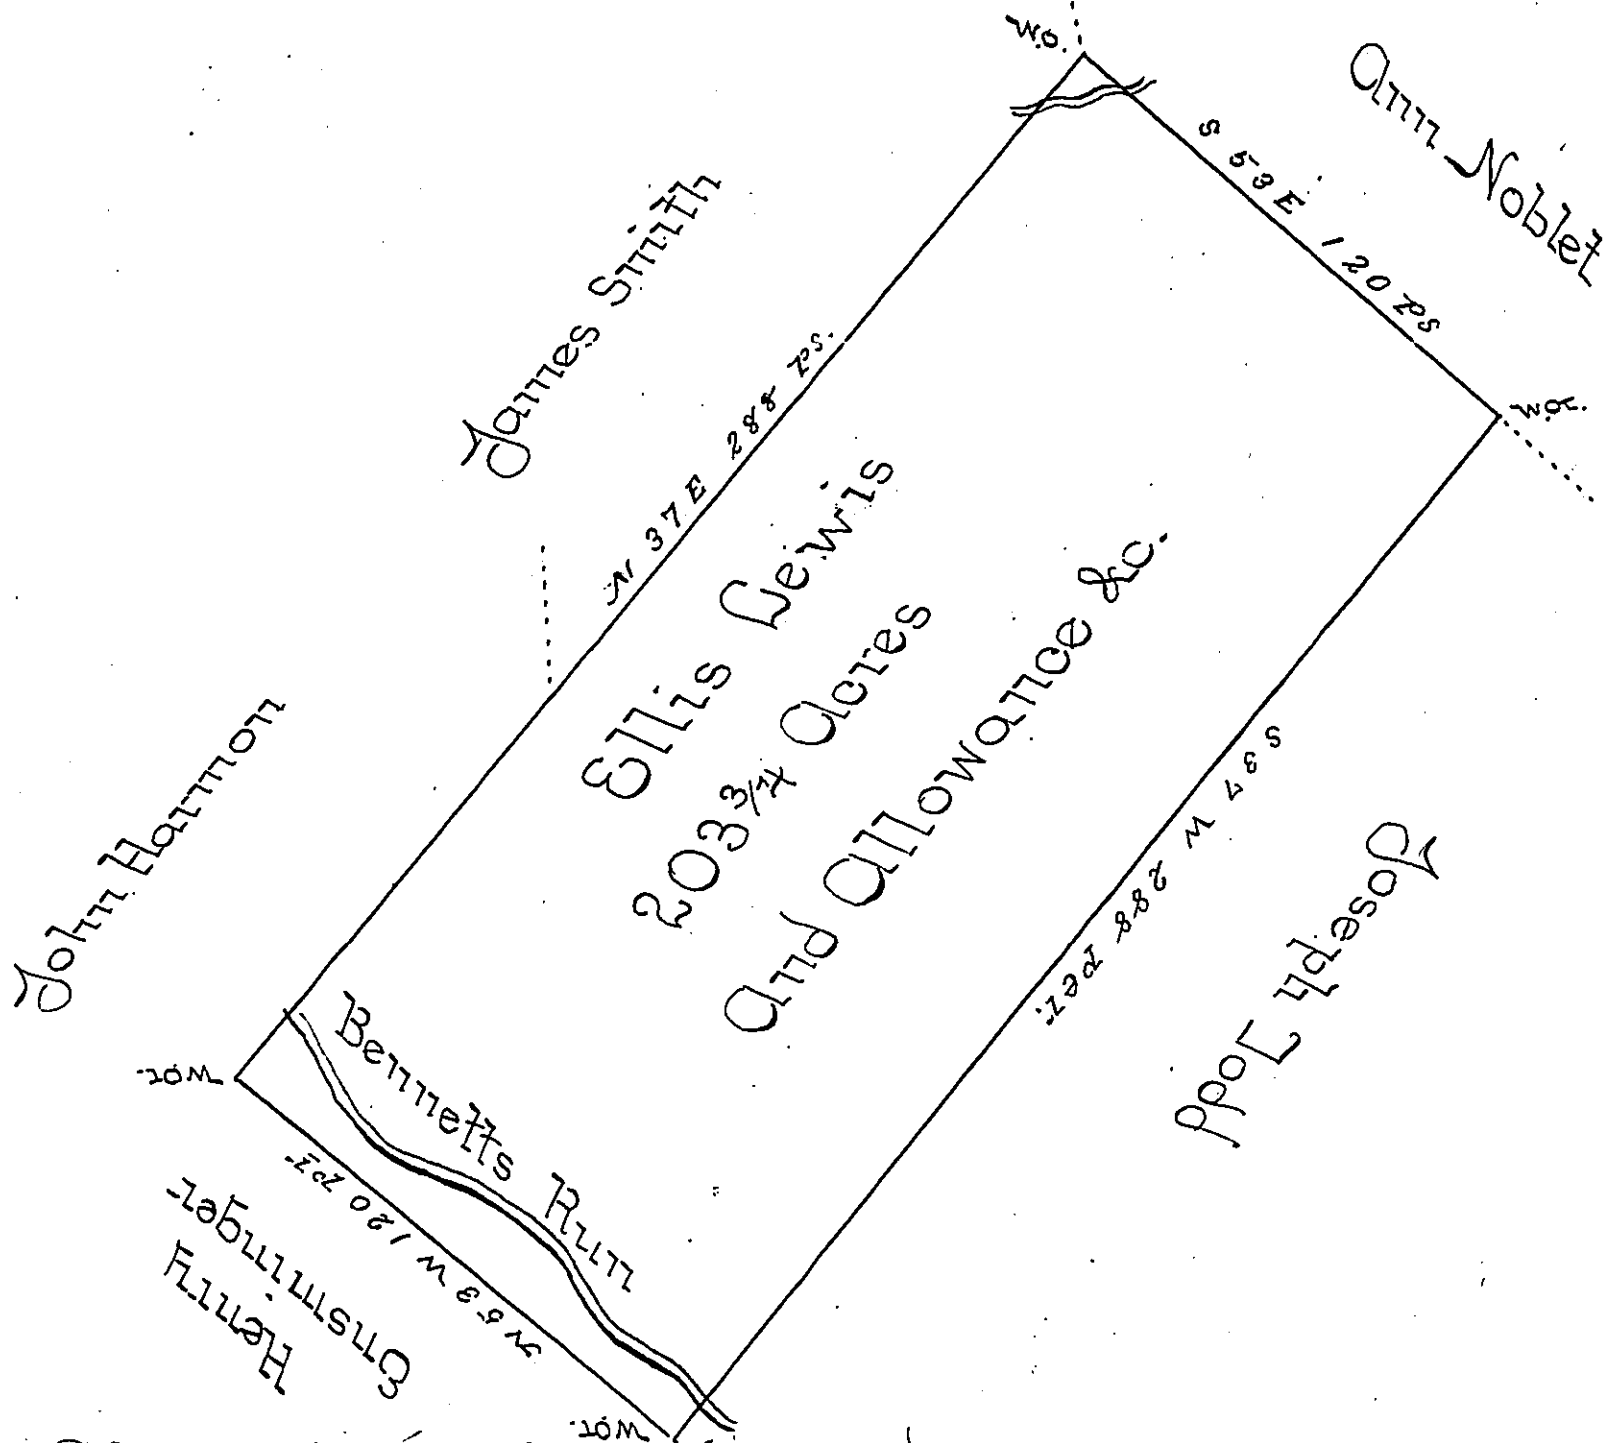 W.O.
Ann Noblet
S 53 E 120 ps
W.O.
James Smith
N 37 E 288 ps.
Ellis Lewis
203 3/4 Acres
And Allowance &c.
S 37 W 288 per.
Joseph Todd
John Harmon
W.O.
Bennetts Run
N 53 W 120 pr
Henry
Ensminger
W.O.